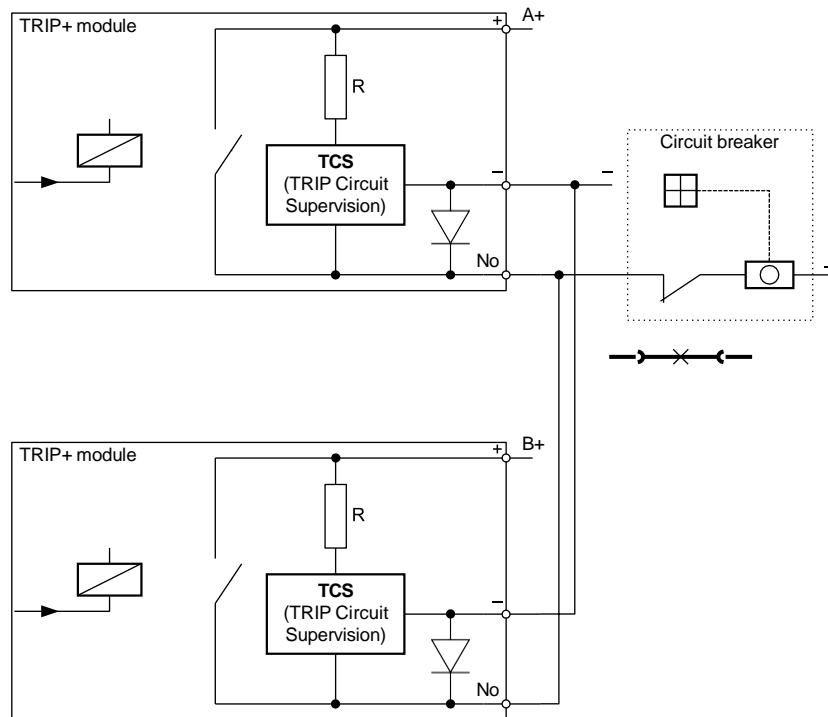 TRIP+ module
+
A+
R
TCS
(TRIP Circuit
Supervision)
−
−
No
Circuit breaker
−
TRIP+ module
+
B+
R
TCS
(TRIP Circuit
Supervision)
−
No